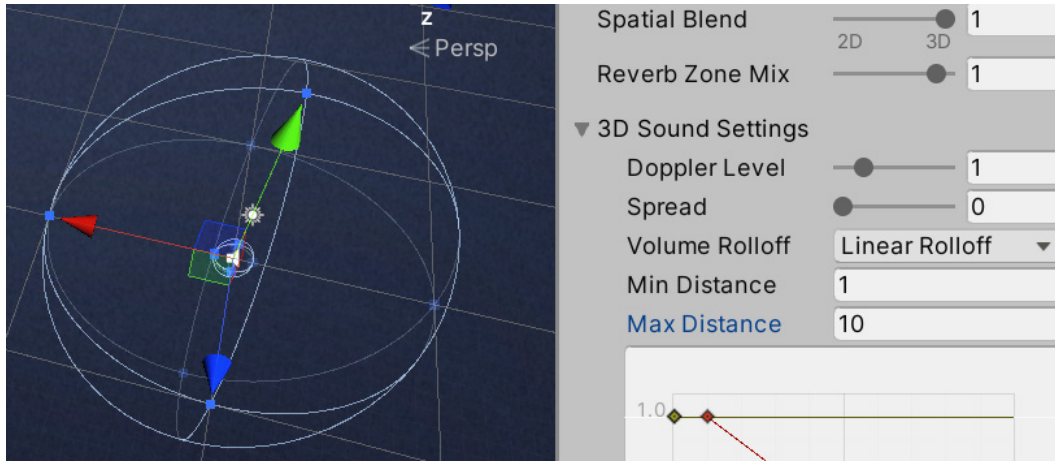 z
Persp
Spatial Blend
1
2D
3D
Reverb Zone Mix
1
3D Sound Settings
Doppler Level
1
Spread
0
Volume Rolloff
Linear Rolloff
Min Distance
1
Max Distance
10
1.0